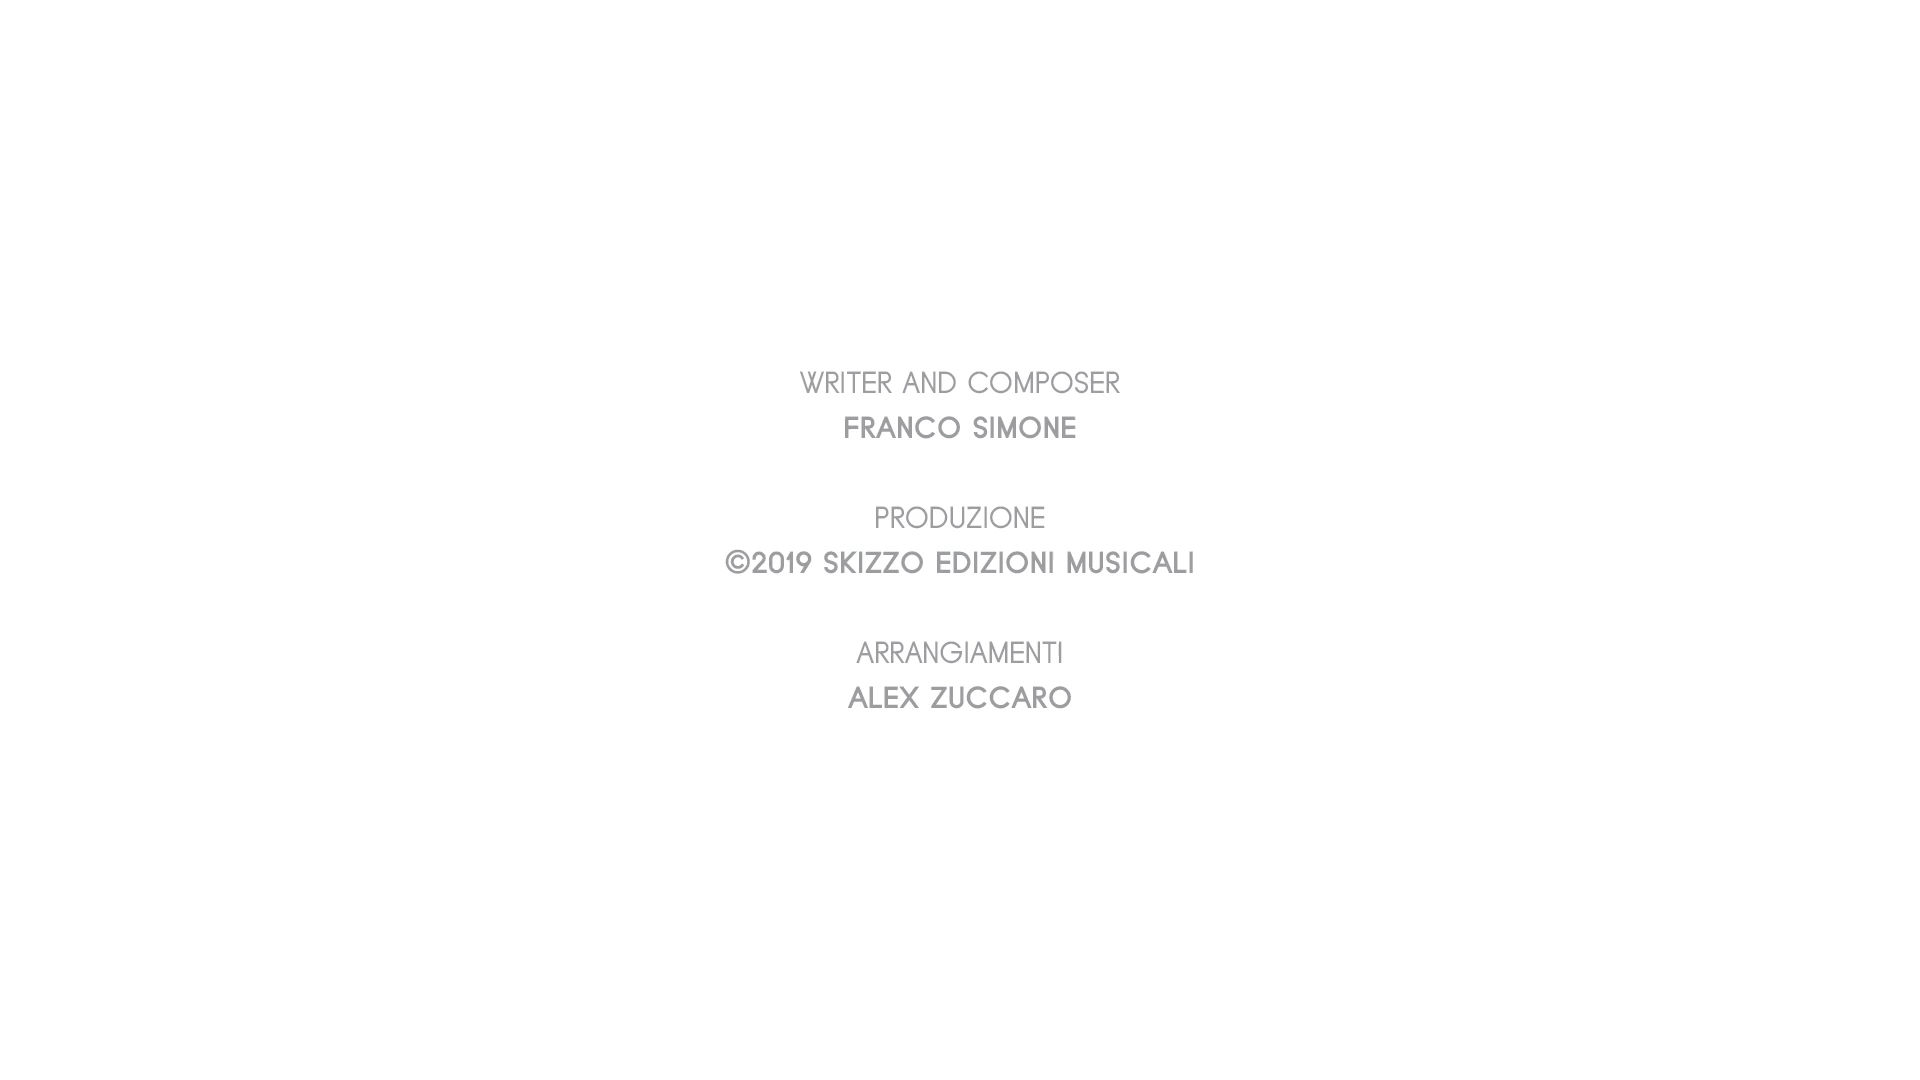 WRITER AND COMPOSER
FRANCO SIMONE
PRODUZIONE
©2019 SKIZZO EDIZIONI MUSICALI
ARRANGIAMENTI
ALEX ZUCCARO